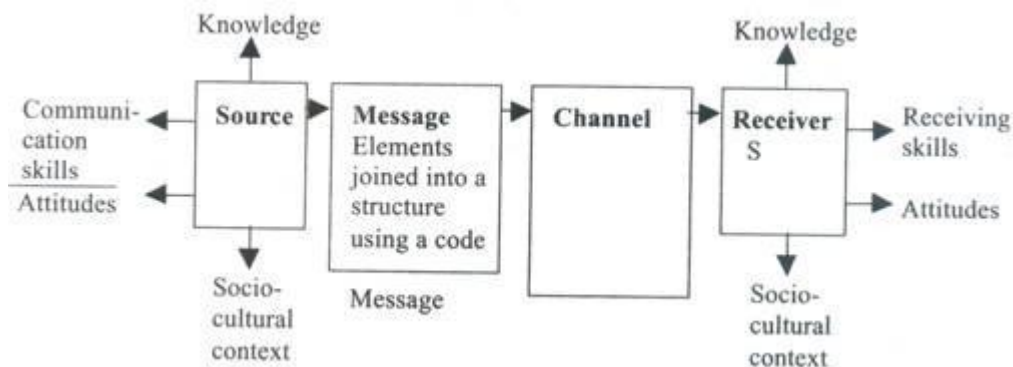 Knowledge
Communi-
cation
skills
Attitudes
Source
Socio-
cultural
context
Message
Elements
joined into a
structure
using a code
Message
Channel
Knowledge
Receiver
S
Receiving
skills
Attitudes
Socio-
cultural
context